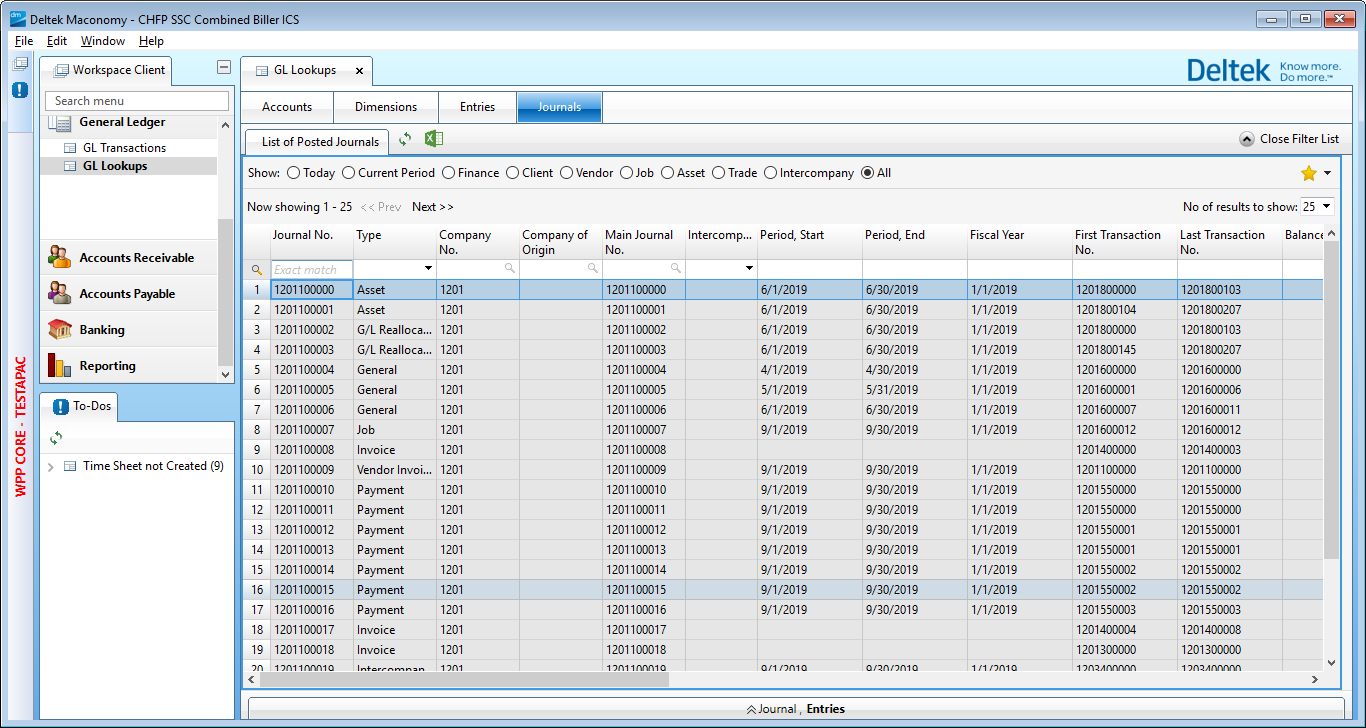 Deltek Maconomy - CHFP SSC Combined Biller ICS
File Edit Window Help
Workspace Client
Search menu
General Ledger
GL Transactions
GL Lookups
Accounts Receivable
Accounts Payable
Banking
Reporting
To-Dos
Time Sheet not Created (9)
WPP CORE - TESTAPAC
GL Lookups
Deltek Know more. Do more.™
Accounts Dimensions Entries Journals
List of Posted Journals
Close Filter List
Show: Today Current Period Finance Client Vendor Job Asset Trade Intercompany All
Now showing 1 - 25 << Prev Next >>
No of results to show: 25
Journal No. Type Company No. Company of Origin Main Journal No. Intercomp... Period, Start Period, End Fiscal Year First Transaction No. Last Transaction No. Balance
Exact match
1 1201100000 Asset 1201 1201100000 6/1/2019 6/30/2019 1/1/2019 1201800000 1201800103
2 1201100001 Asset 1201 1201100001 6/1/2019 6/30/2019 1/1/2019 1201800104 1201800207
3 1201100002 G/L Realloca... 1201 1201100002 6/1/2019 6/30/2019 1/1/2019 1201800000 1201800103
4 1201100003 G/L Realloca... 1201 1201100003 6/1/2019 6/30/2019 1/1/2019 1201800145 1201800207
5 1201100004 General 1201 1201100004 4/1/2019 4/30/2019 1/1/2019 1201600000 1201600000
6 1201100005 General 1201 1201100005 5/1/2019 5/31/2019 1/1/2019 1201600001 1201600006
7 1201100006 General 1201 1201100006 6/1/2019 6/30/2019 1/1/2019 1201600007 1201600011
8 1201100007 Job 1201 1201100007 9/1/2019 9/30/2019 1/1/2019 1201600012 1201600012
9 1201100008 Invoice 1201 1201100008 1201400000 1201400003
10 1201100009 Vendor Invoi... 1201 1201100009 9/1/2019 9/30/2019 1/1/2019 1201100000 1201100000
11 1201100010 Payment 1201 1201100010 9/1/2019 9/30/2019 1/1/2019 1201550000 1201550000
12 1201100011 Payment 1201 1201100011 9/1/2019 9/30/2019 1/1/2019 1201550000 1201550000
13 1201100012 Payment 1201 1201100012 9/1/2019 9/30/2019 1/1/2019 1201550001 1201550001
14 1201100013 Payment 1201 1201100013 9/1/2019 9/30/2019 1/1/2019 1201550001 1201550001
15 1201100014 Payment 1201 1201100014 9/1/2019 9/30/2019 1/1/2019 1201550002 1201550002
16 1201100015 Payment 1201 1201100015 9/1/2019 9/30/2019 1/1/2019 1201550002 1201550002
17 1201100016 Payment 1201 1201100016 9/1/2019 9/30/2019 1/1/2019 1201550003 1201550003
18 1201100017 Invoice 1201 1201100017 1201400004 1201400008
19 1201100018 Invoice 1201 1201100018 1201300000 1201300000
20 1201100019 Intercompan 1201 1201100019 9/1/2019 9/30/2019 1/1/2019 1203400000 1203400000
Journal , Entries